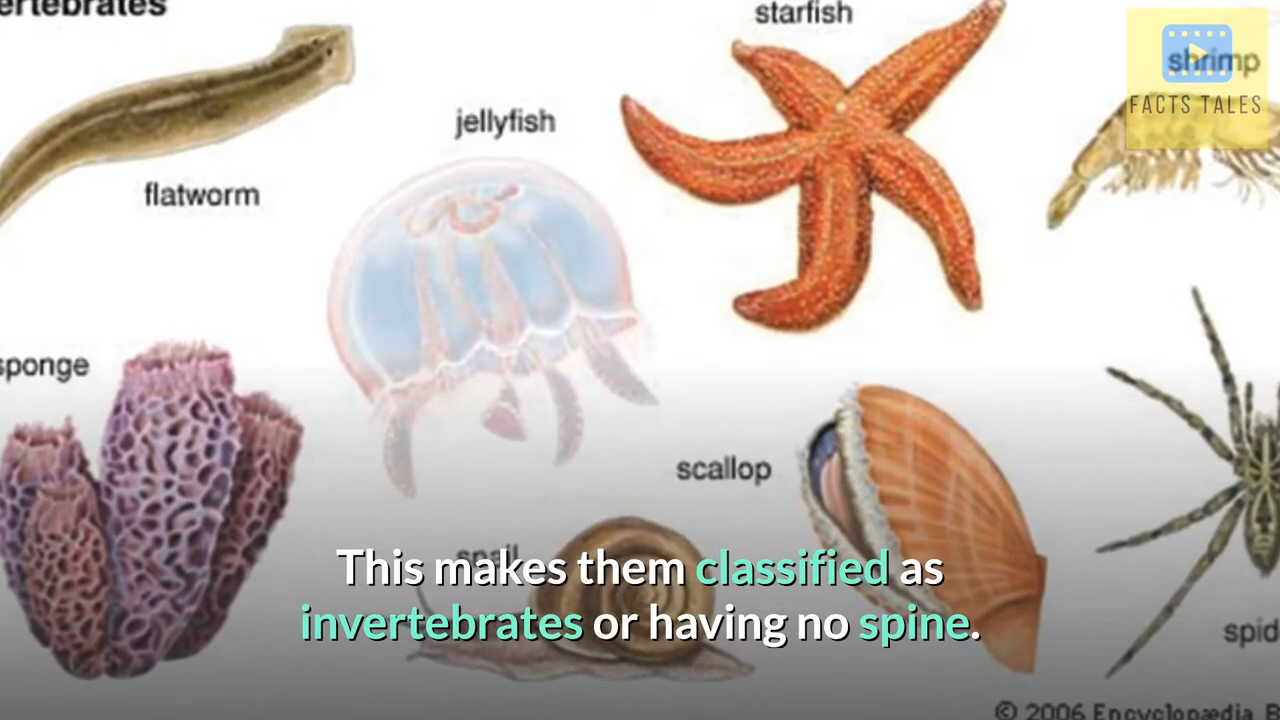 ertebrates
starfish
shrimp
FACTS TALES
jellyfish
flatworm
sponge
scallop
snail
This makes them classified as
invertebrates or having no spine.
spid
© 2006 Encyclopædia B